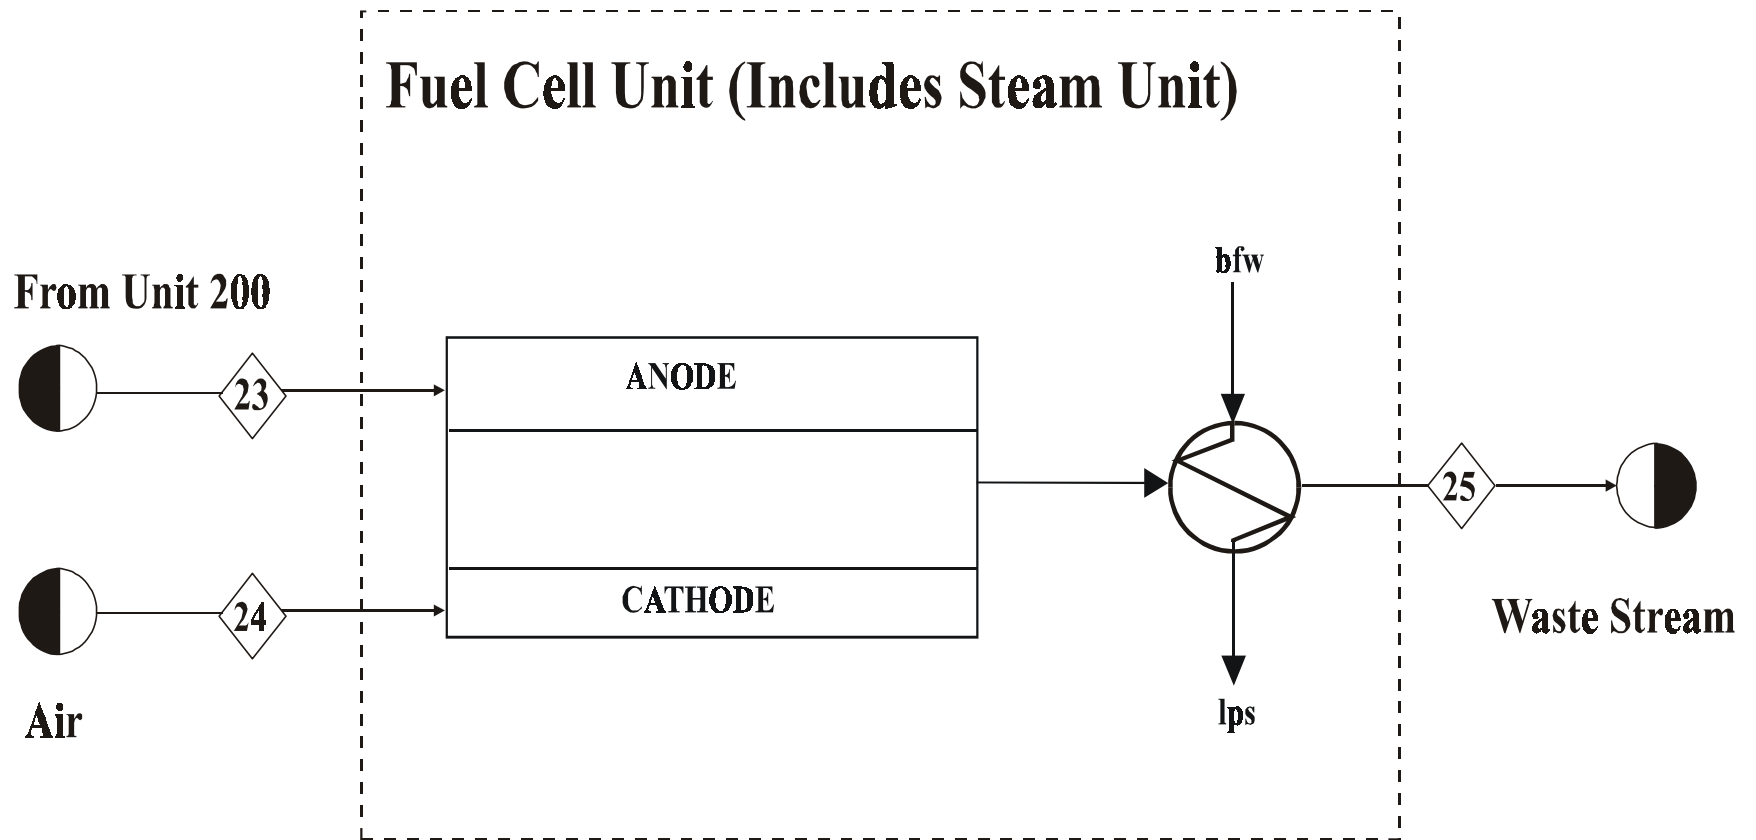 Fuel Cell Unit (Includes Steam Unit)
bfw
From Unit 200
23
ANODE
25
24
CATHODE
Waste Stream
Air
lps